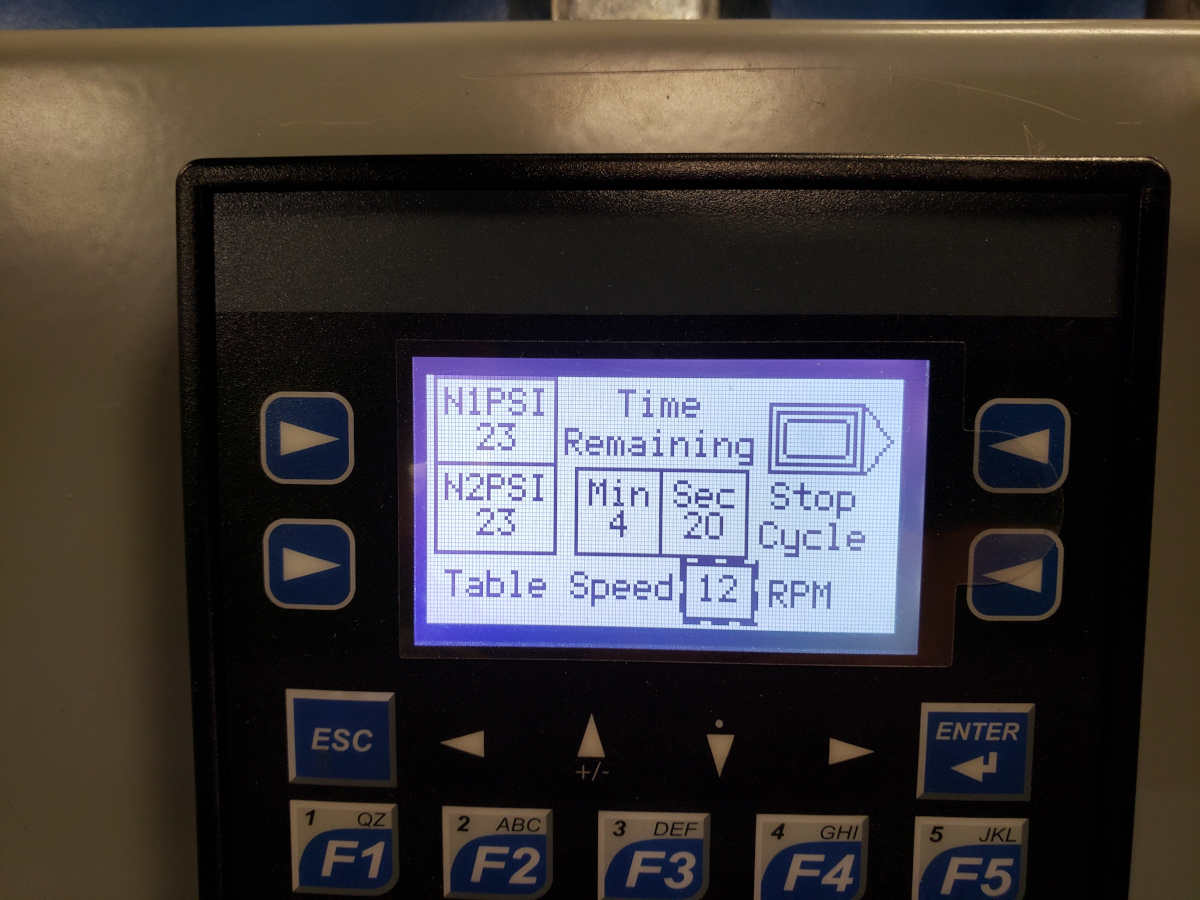 N1PSI
23
Time
Remaining
N2PSI
23
Min Sec
4 20
Stop
Cycle
Table Speed 12 RPM
ESC
+/-
ENTER
1 QZ
F1
2 ABC
F2
3 DEF
F3
4 GHI
F4
5 JKL
F5